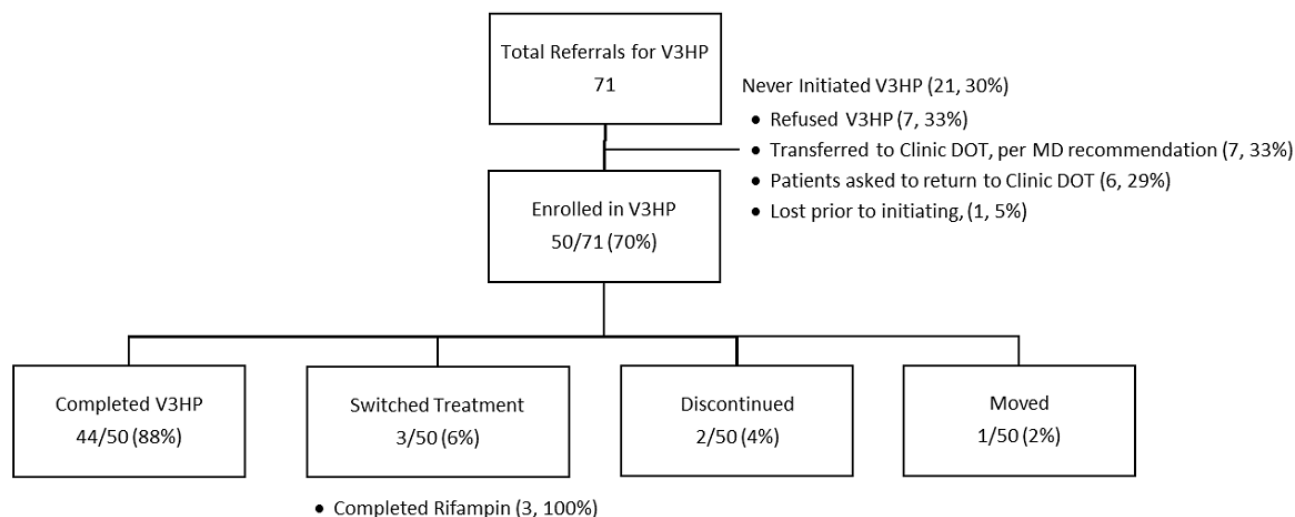 Total Referrals for V3HP
71
Never Initiated V3HP (21, 30%)
• Refused V3HP (7, 33%)
• Transferred to Clinic DOT, per MD recommendation (7, 33%)
• Patients asked to return to Clinic DOT (6, 29%)
• Lost prior to initiating, (1, 5%)
Enrolled in V3HP
50/71 (70%)
Completed V3HP
44/50 (88%)
Switched Treatment
3/50 (6%)
Discontinued
2/50 (4%)
Moved
1/50 (2%)
• Completed Rifampin (3, 100%)